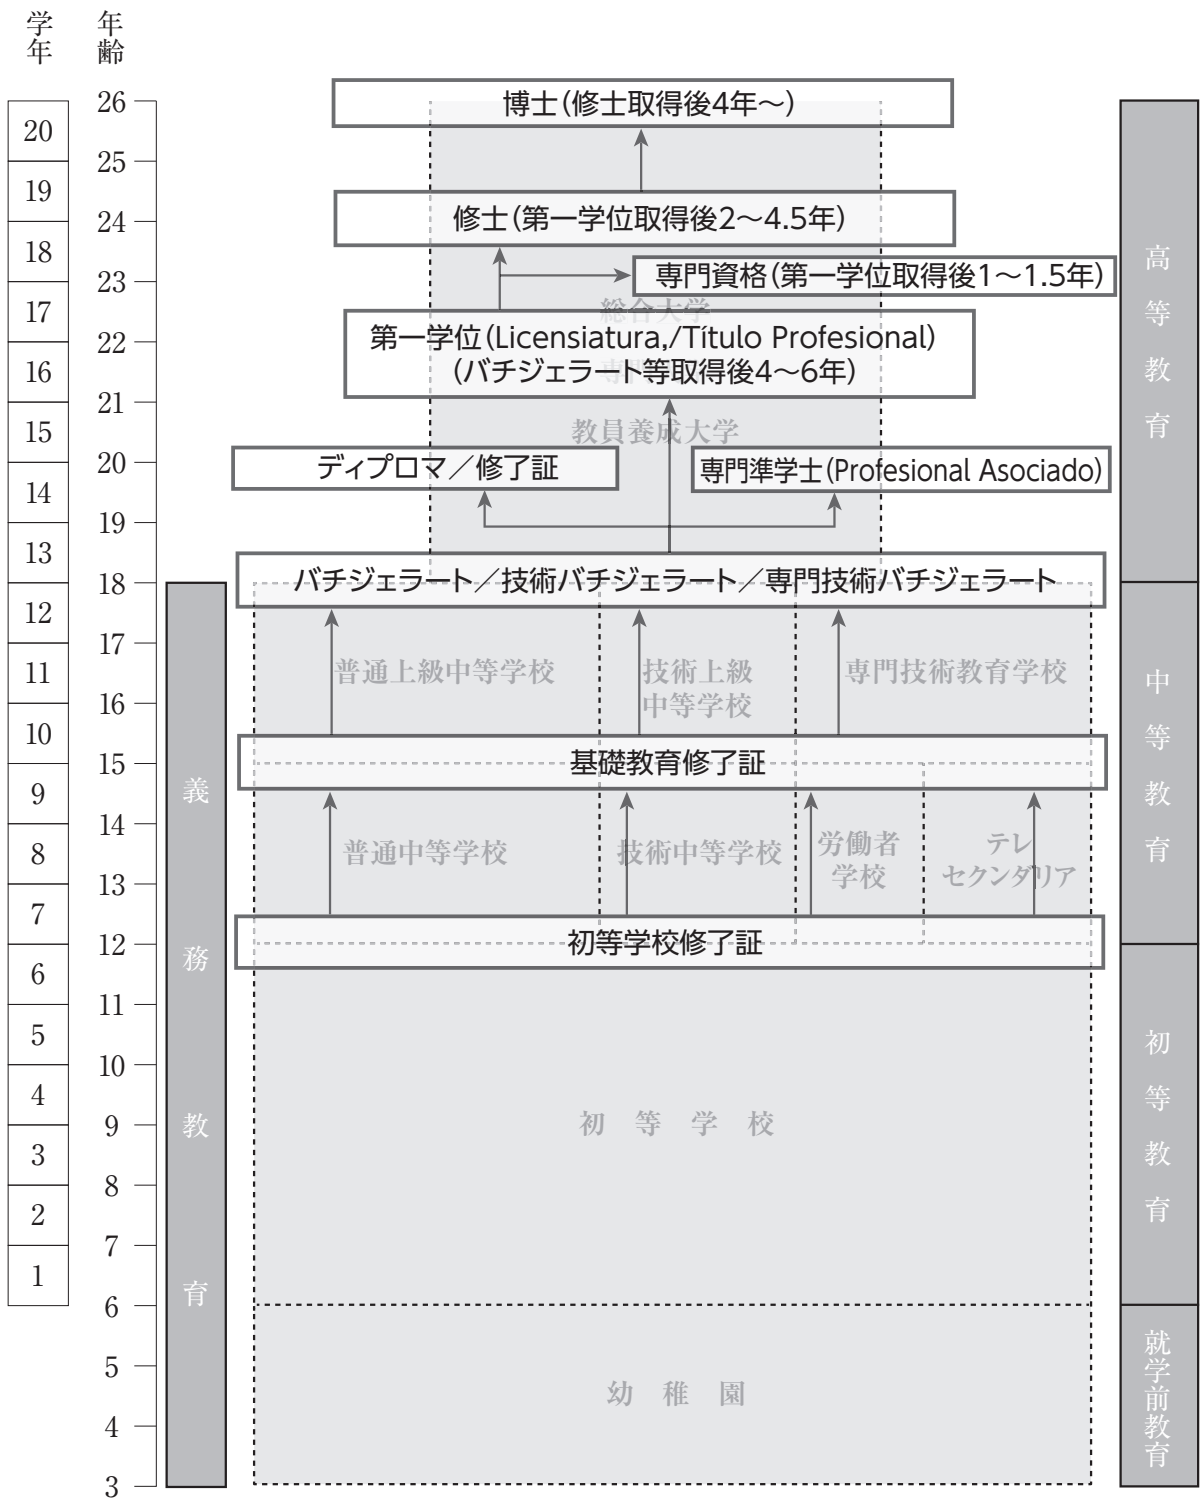 学年
年齢
26
20
25
19
24
18
23
17
22
16
21
15
20
14
19
13
18
12
17
11
16
10
15
9
14
8
13
7
12
6
11
5
10
4
9
3
8
2
7
1
6
5
4
3
義務教育
博士(修士取得後4年～)
修士(第一学位取得後2～4.5年)
専門資格(第一学位取得後1～1.5年)
総合大学
第一学位(Licensiatura,/Título Profesional)
(バチジェラート等取得後4～6年)
教員養成大学
ディプロマ／修了証
専門準学士(Profesional Asociado)
バチジェラート／技術バチジェラート／専門技術バチジェラート
普通上級中等学校
技術上級
中等学校
専門技術教育学校
基礎教育修了証
普通中等学校
技術中等学校
労働者
学校
テレ
セクンダリア
初等学校修了証
初等学校
幼稚園
高等教育
中等教育
初等教育
就学前教育